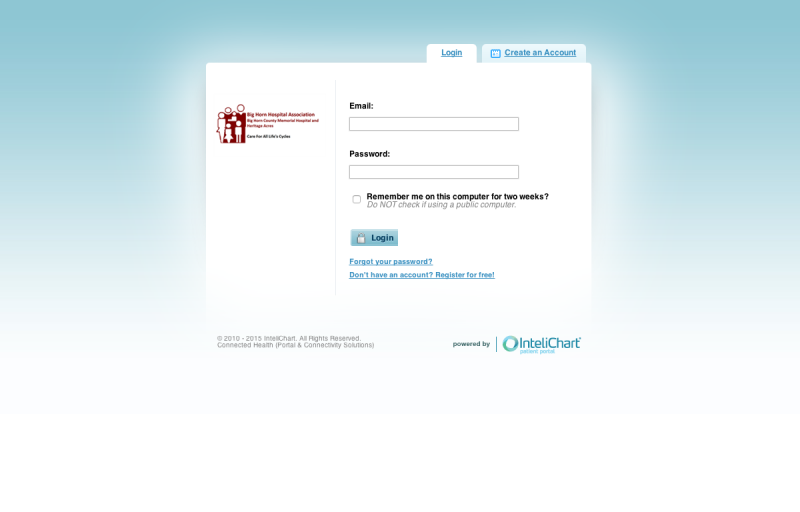 Login
Create an Account
Big Horn Hospital Association
Big Horn County Memorial Hospital and
Heritage Acres
Care For All Life's Cycles
Email:
Password:
Remember me on this computer for two weeks?
Do NOT check if using a public computer.
Login
Forgot your password?
Don't have an account? Register for free!
© 2010 - 2015 InteliChart. All Rights Reserved.
Connected Health (Portal & Connectivity Solutions)
powered by
InteliChart
patient portal